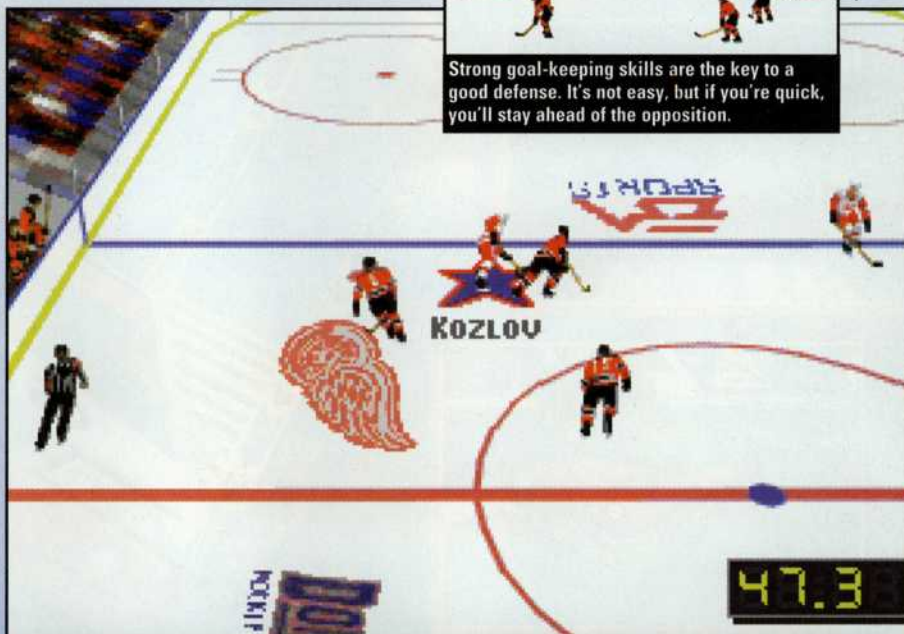 Strong goal-keeping skills are the key to a
good defense. It's not easy, but if you're quick,
you'll stay ahead of the opposition.
SPORTS
KOZLOV
47.3